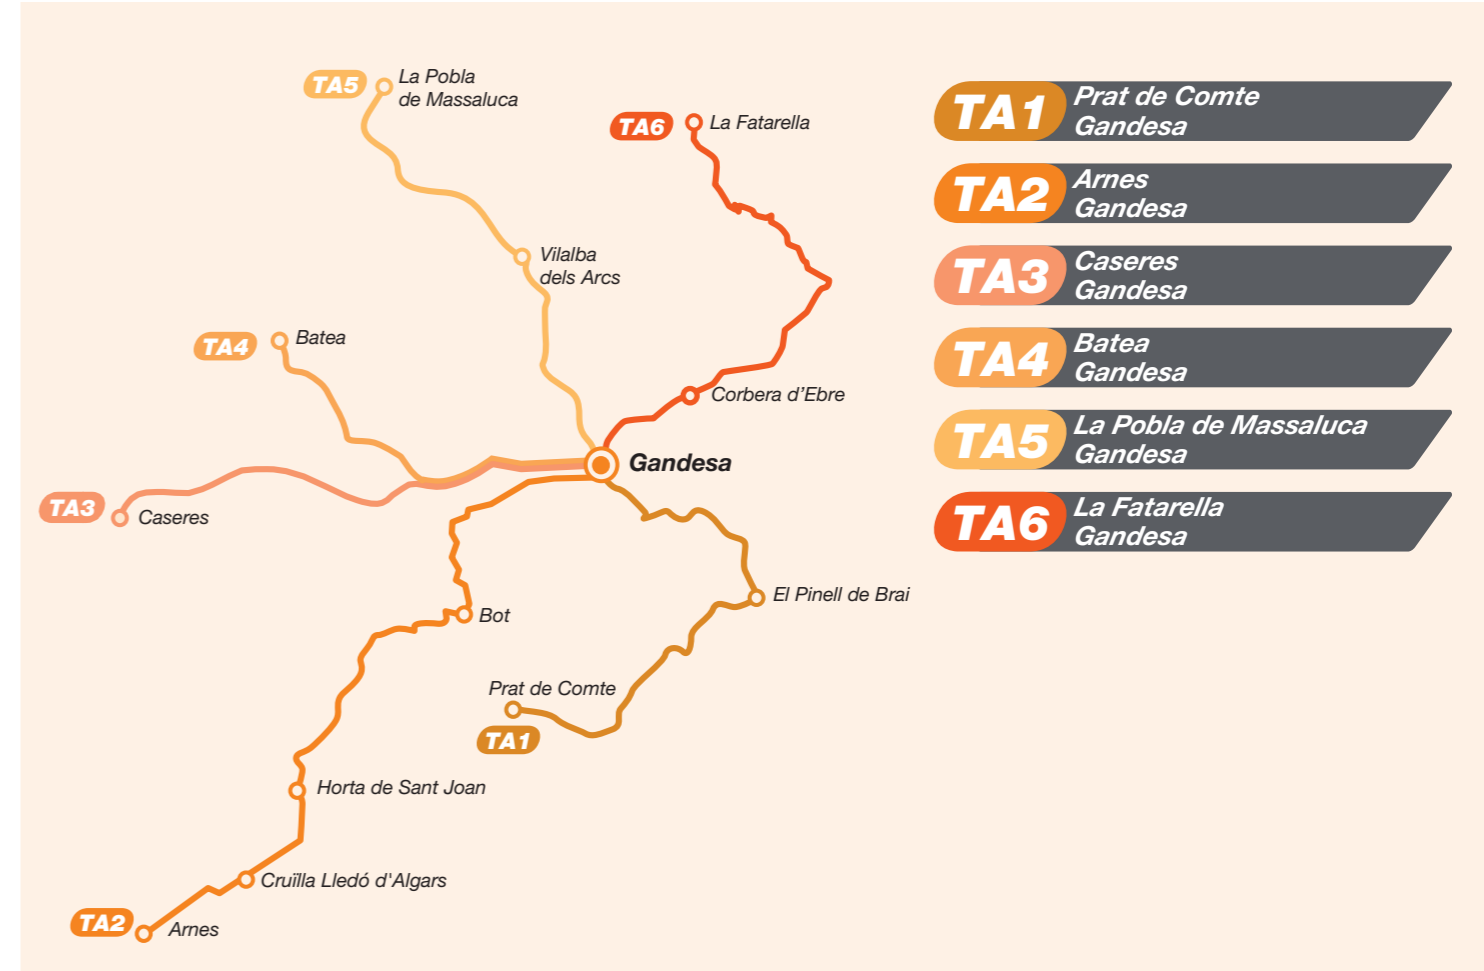 TA5
La Pobla
de Massaluca
TA6
La Fatarella
Vilalba
dels Arcs
TA4
Batea
Corbera d’Ebre
Gandesa
TA3
Caseres
El Pinell de Brai
Bot
Prat de Comte
TA1
Horta de Sant Joan
Cruïlla Lledó d'Algars
TA2
Arnes
TA1
Prat de Comte
Gandesa
TA2
Arnes
Gandesa
TA3
Caseres
Gandesa
TA4
Batea
Gandesa
TA5
La Pobla de Massaluca
Gandesa
TA6
La Fatarella
Gandesa